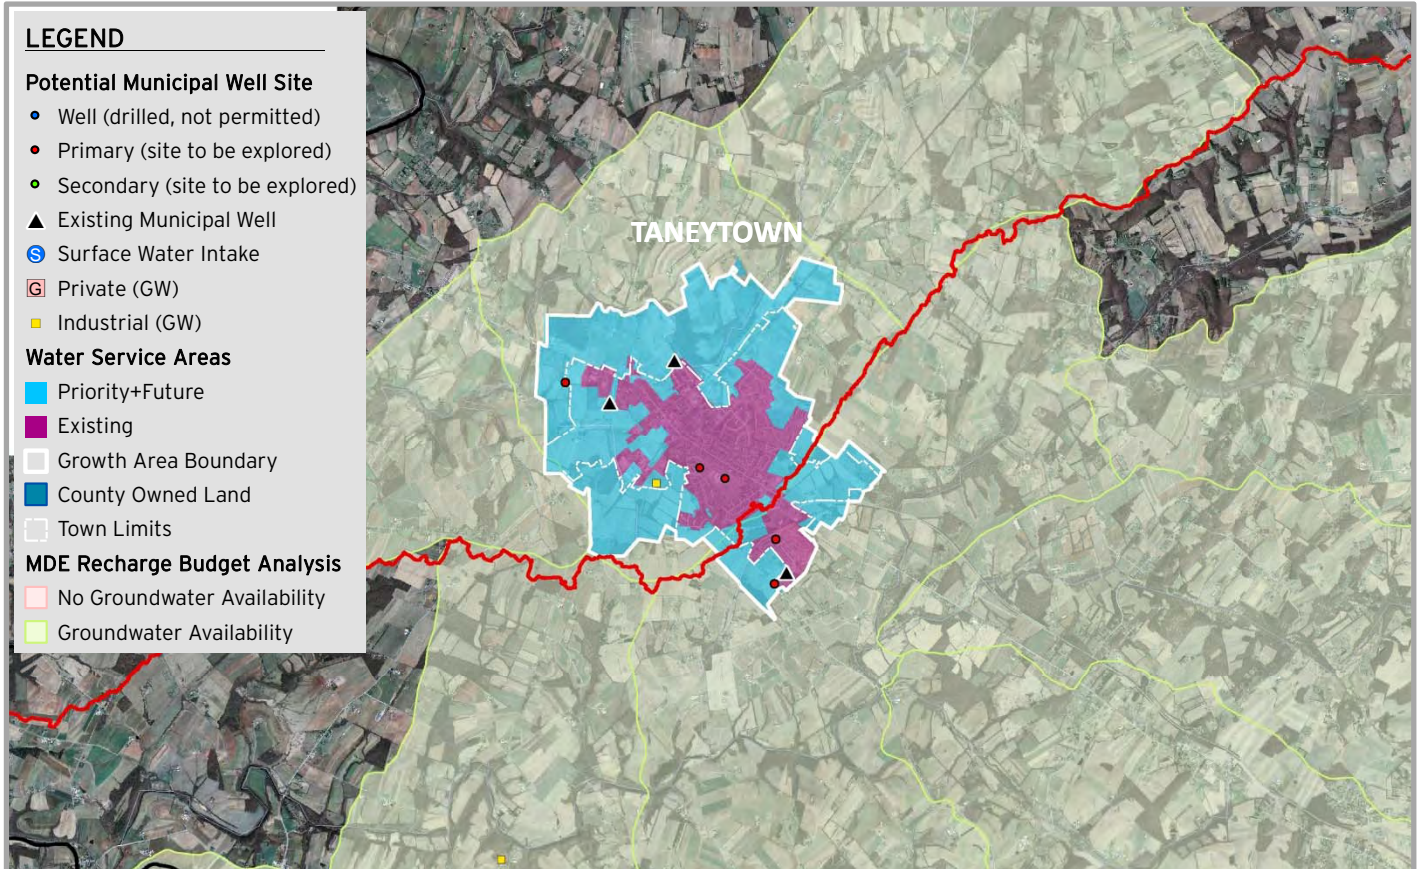 LEGEND
Potential Municipal Well Site
Well (drilled, not permitted)
Primary (site to be explored)
Secondary (site to be explored)
Existing Municipal Well
S Surface Water Intake
G Private (GW)
Industrial (GW)
Water Service Areas
Priority+Future
Existing
Growth Area Boundary
County Owned Land
Town Limits
MDE Recharge Budget Analysis
No Groundwater Availability
Groundwater Availability
TANEYTOWN